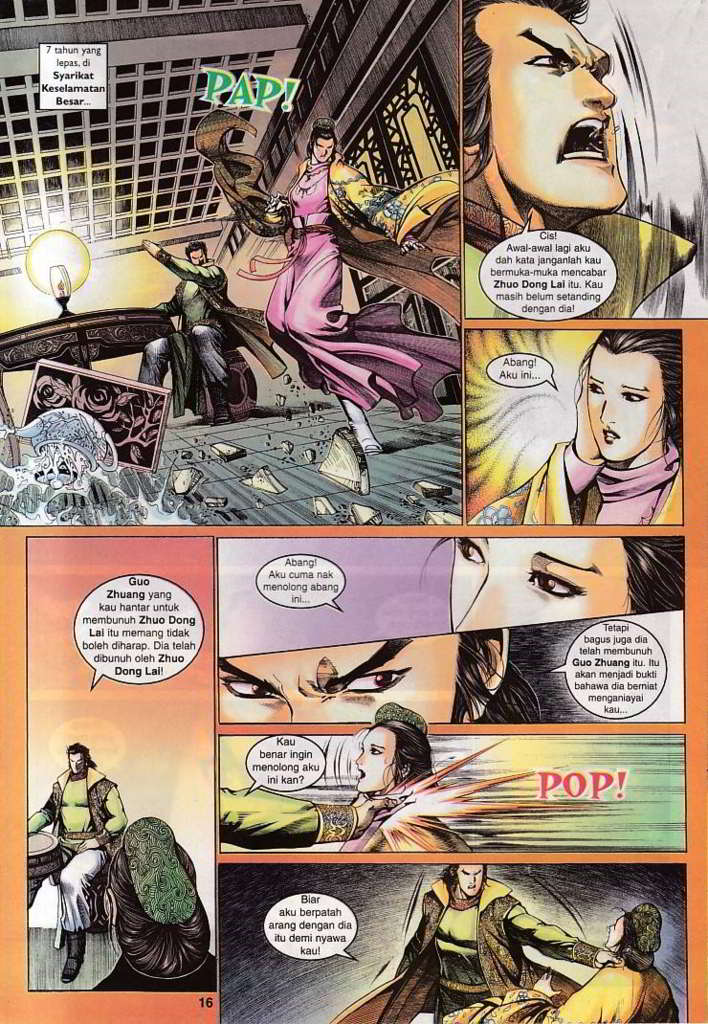 7 tahun yang
lepas, di
Syarikat
Keselamatan
Besar...
PAP!
Cis!
Awal-awal lagi aku
dah kata janganlah kau
bermuka-muka mencabar
Zhuo Dong Lai itu. Kau
masih belum setanding
dengan dia!
Abang!
Aku ini...
Guo
Zhuang yang
kau hantar untuk
membunuh Zhuo Dong
Lai itu memang tidak
boleh diharap. Dia telah
dibunuh oleh Zhuo
Dong Lai!
Abang!
Aku cuma nak
menolong abang
ini...
Tetapi
bagus juga dia
telah membunuh
Guo Zhuang itu. Itu
akan menjadi bukti
bahawa dia berniat
menganiayai
kau...
Kau
benar ingin
menolong aku
ini kan?
POP!
Biar
aku berpatah
arang dengan dia
itu demi nyawa
kau!
16